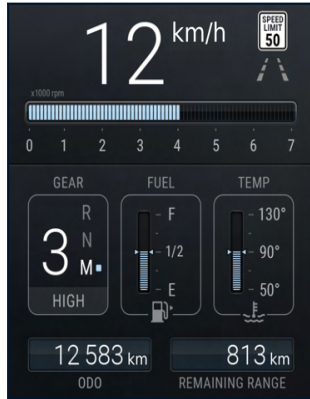 12 km/h
SPEED
LIMIT
50
x1000 rpm
0 1 2 3 4 5 6 7
GEAR FUEL TEMP
R F 130°
3 N 1/2 90°
M E 50°
HIGH
12 583 km 813 km
ODO REMAINING RANGE